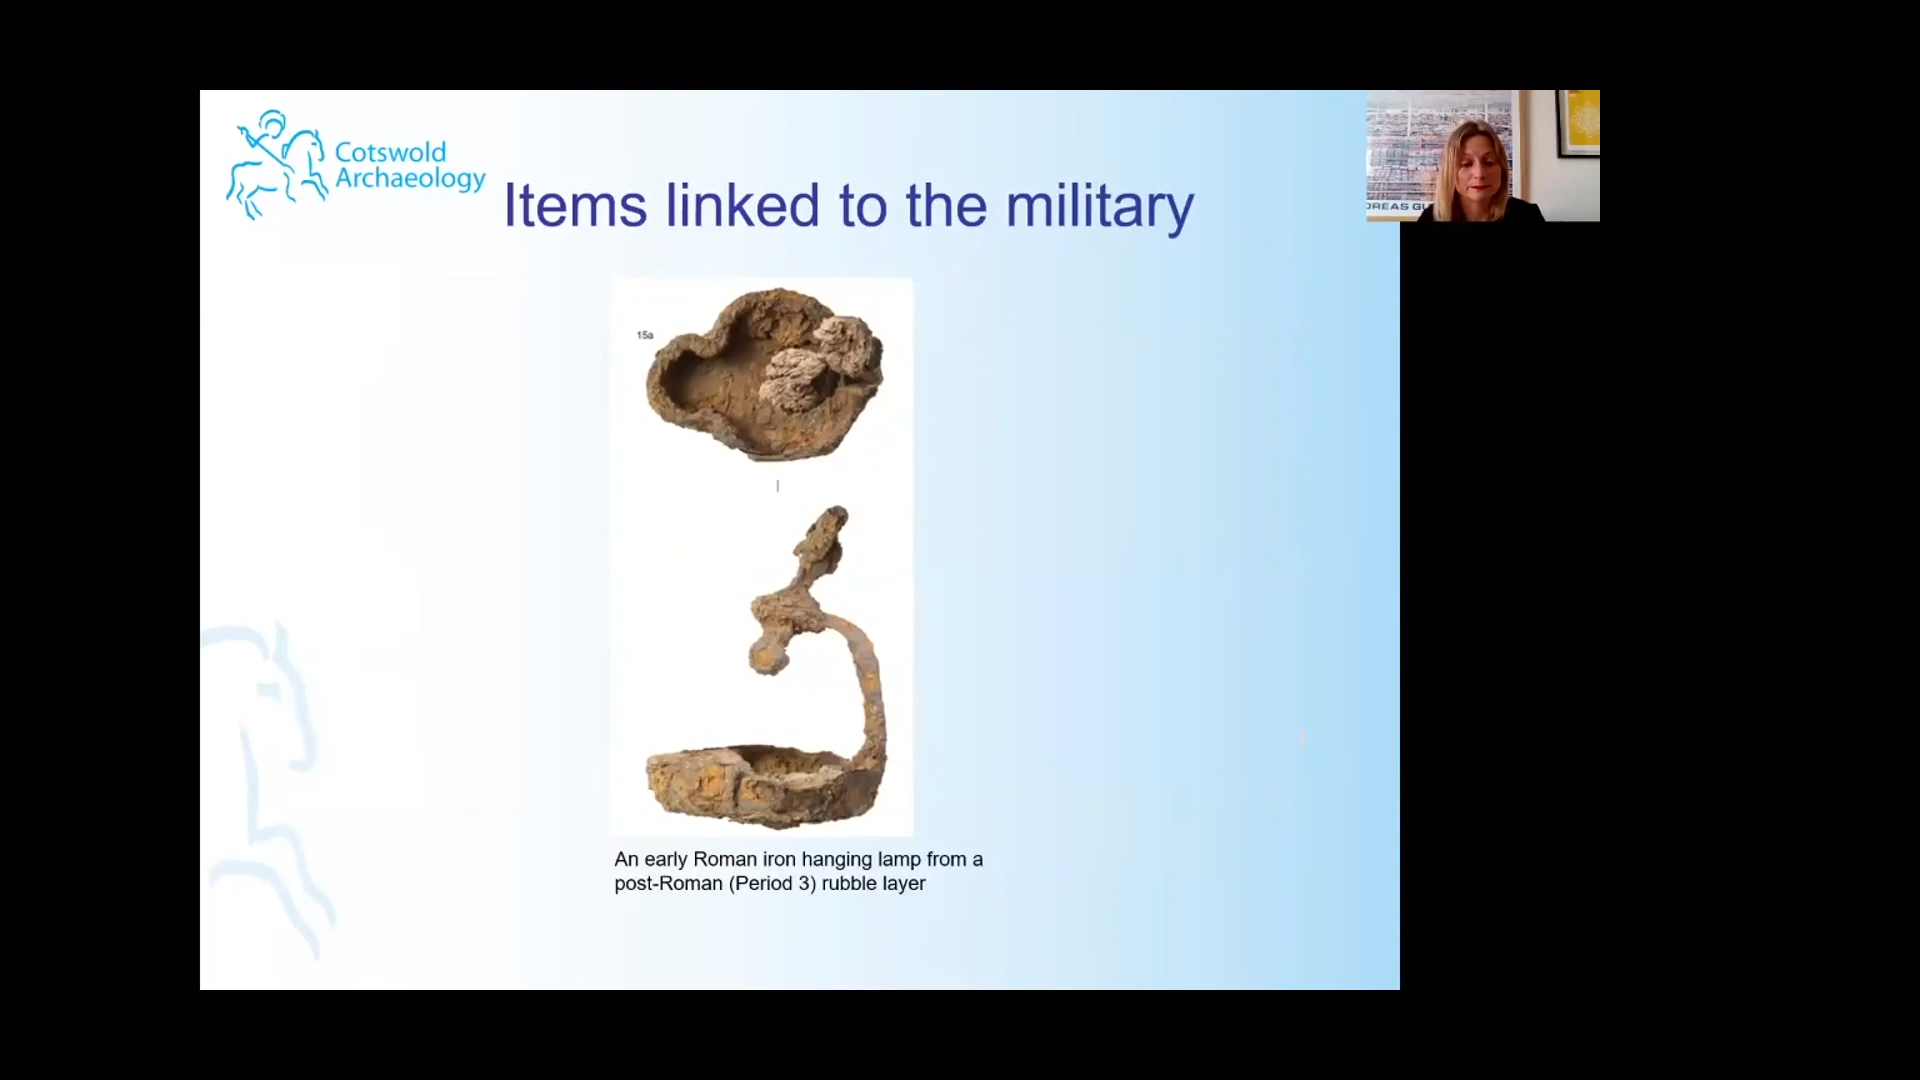 Cotswold
Archaeology
Items linked to the military
15a
An early Roman iron hanging lamp from a
post-Roman (Period 3) rubble layer